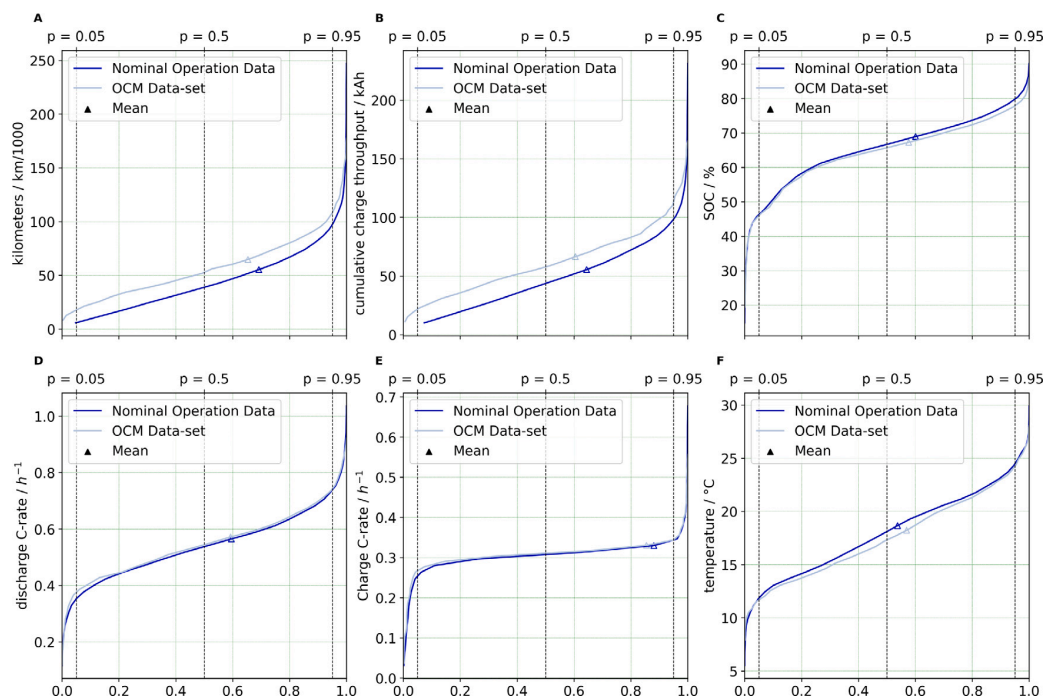 A
B
C
p = 0.05 p = 0.5 p = 0.95
p = 0.05 p = 0.5 p = 0.95
p = 0.05 p = 0.5 p = 0.95
kilometers / km/1000
250
200
150
100
50
0
Nominal Operation Data
OCM Data-set
Mean
cumulative charge throughput / kAh
200
150
100
50
0
Nominal Operation Data
OCM Data-set
Mean
SOC / %
90
80
70
60
50
40
30
20
Nominal Operation Data
OCM Data-set
Mean
D
E
F
p = 0.05 p = 0.5 p = 0.95
p = 0.05 p = 0.5 p = 0.95
p = 0.05 p = 0.5 p = 0.95
discharge C-rate / h⁻¹
1.0
0.8
0.6
0.4
0.2
Nominal Operation Data
OCM Data-set
Mean
0.0 0.2 0.4 0.6 0.8 1.0
Charge C-rate / h⁻¹
0.7
0.6
0.5
0.4
0.3
0.2
0.1
0.0
Nominal Operation Data
OCM Data-set
Mean
0.0 0.2 0.4 0.6 0.8 1.0
temperature / °C
30
25
20
15
10
5
Nominal Operation Data
OCM Data-set
Mean
0.0 0.2 0.4 0.6 0.8 1.0